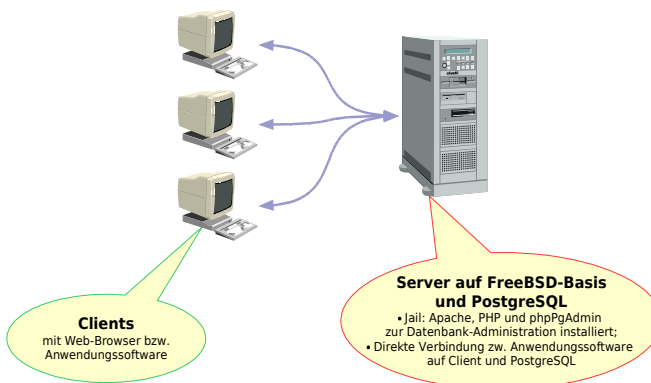 Server auf FreeBSD-Basis
und PostgreSQL
• Jail: Apache, PHP und phpPgAdmin
zur Datenbank-Administration installiert;
• Direkte Verbindung zw. Anwendungssoftware
auf Client und PostgreSQL
Clients
mit Web-Browser bzw.
Anwendungssoftware